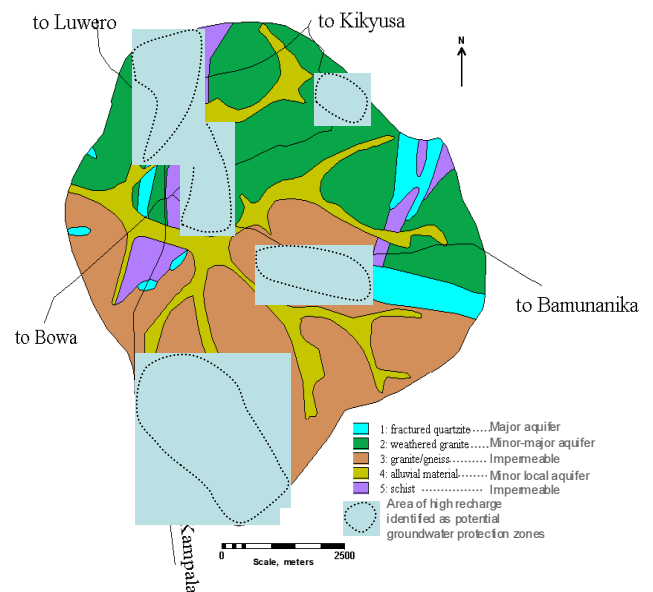 to Luwero
to Kikyusa
N
to Bamunanika
to Bowa
1: fractured quartzite Major aquifer
2: weathered granite Minor-major aquifer
3: granite/gneiss Impermeable
4: alluvial material Minor local aquifer
5: schist Impermeable
Area of high recharge
identified as potential
groundwater protection zones
Kampala
0 2500
Scale, meters